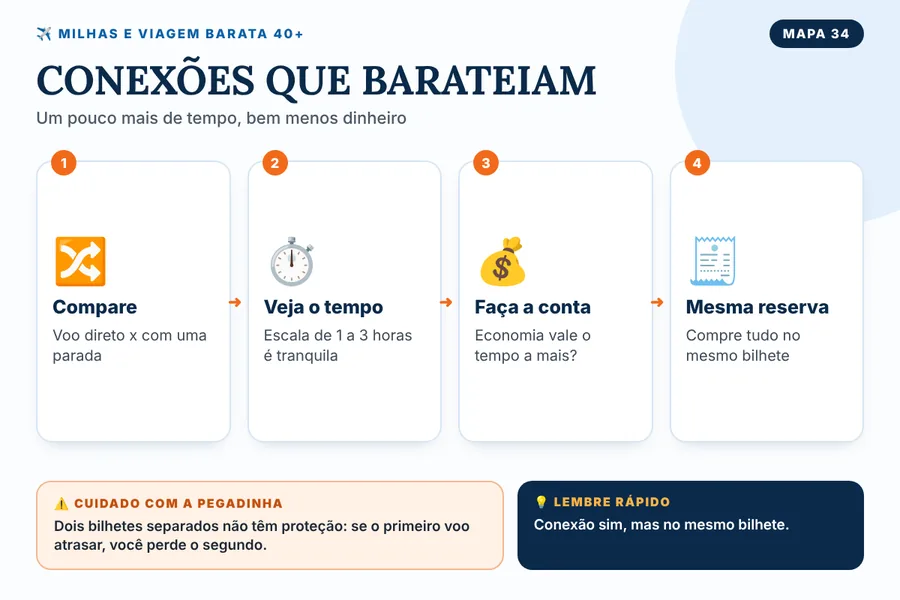 ✈️ MILHAS E VIAGEM BARATA 40+
MAPA 34
CONEXÕES QUE BARATEIAM
Um pouco mais de tempo, bem menos dinheiro
1
Compare
Voo direto x com uma
parada
2
Veja o tempo
Escala de 1 a 3 horas
é tranquila
3
Faça a conta
Economia vale o
tempo a mais?
4
Mesma reserva
Compre tudo no
mesmo bilhete
⚠️ CUIDADO COM A PEGADINHA
Dois bilhetes separados não têm proteção: se o primeiro voo
atrasar, você perde o segundo.
💡 LEMBRE RÁPIDO
Conexão sim, mas no mesmo bilhete.